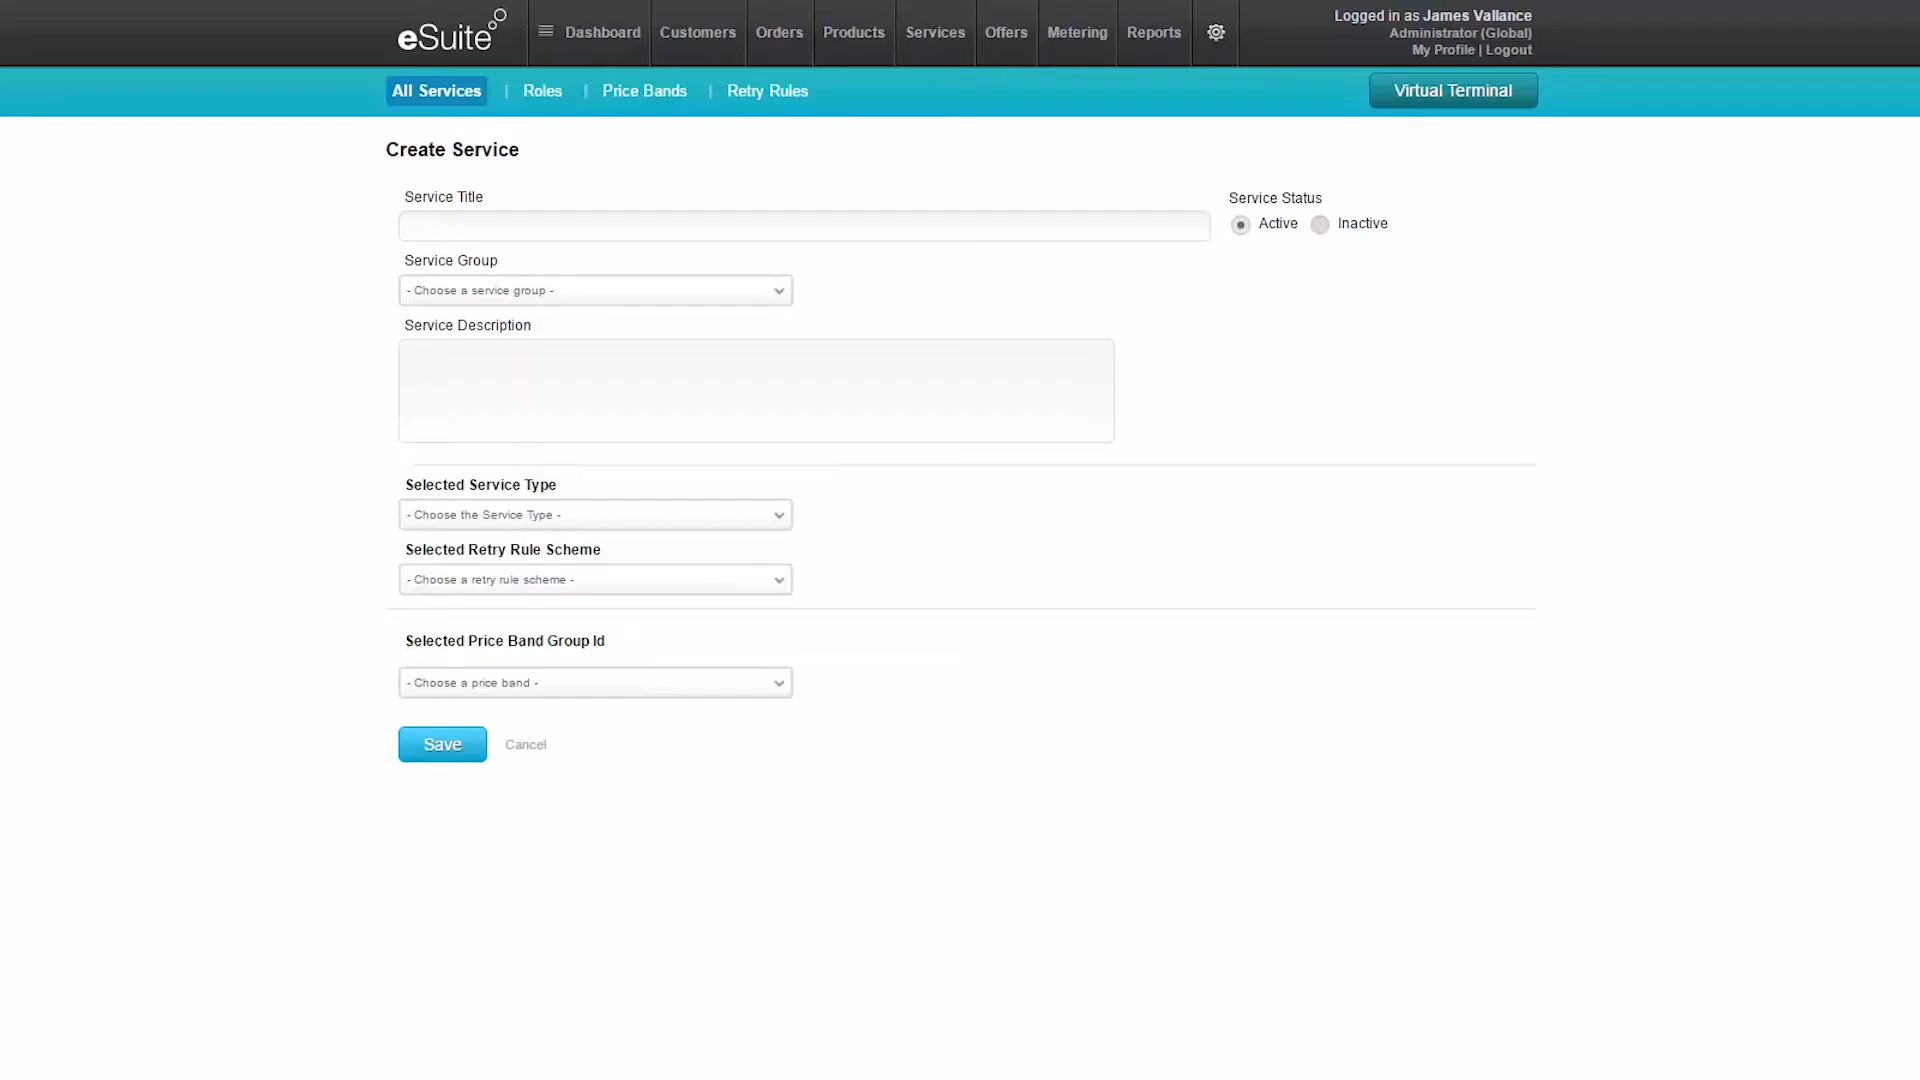 eSuite
Dashboard
Customers
Orders
Products
Services
Offers
Metering
Reports
Logged in as James Vallance
Administrator (Global)
My Profile | Logout
All Services | Roles | Price Bands | Retry Rules
Virtual Terminal
Create Service
Service Title
Service Status
Active
Inactive
Service Group
- Choose a service group -
Service Description
Selected Service Type
- Choose the Service Type -
Selected Retry Rule Scheme
- Choose a retry rule scheme -
Selected Price Band Group Id
- Choose a price band -
Save
Cancel